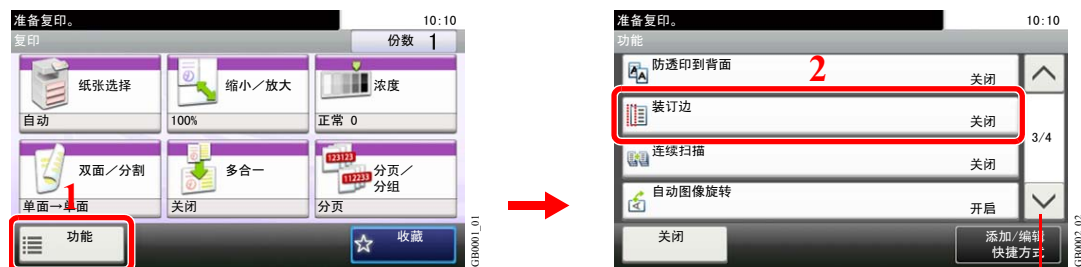 准备复印。 10:10
复印 份数 1
纸张选择 缩小／放大 浓度
自动 100% 正常 0
123123
112233
双面／分割 多合一 分页／
分组
单面→单面 关闭 分页
1
功能 收藏
GB0001_01
准备复印。 10:10
功能
防透印到背面 2
关闭
装订边
关闭
3/4
连续扫描
关闭
自动图像旋转
开启
关闭 添加/编辑
快捷方式
GB0002_02